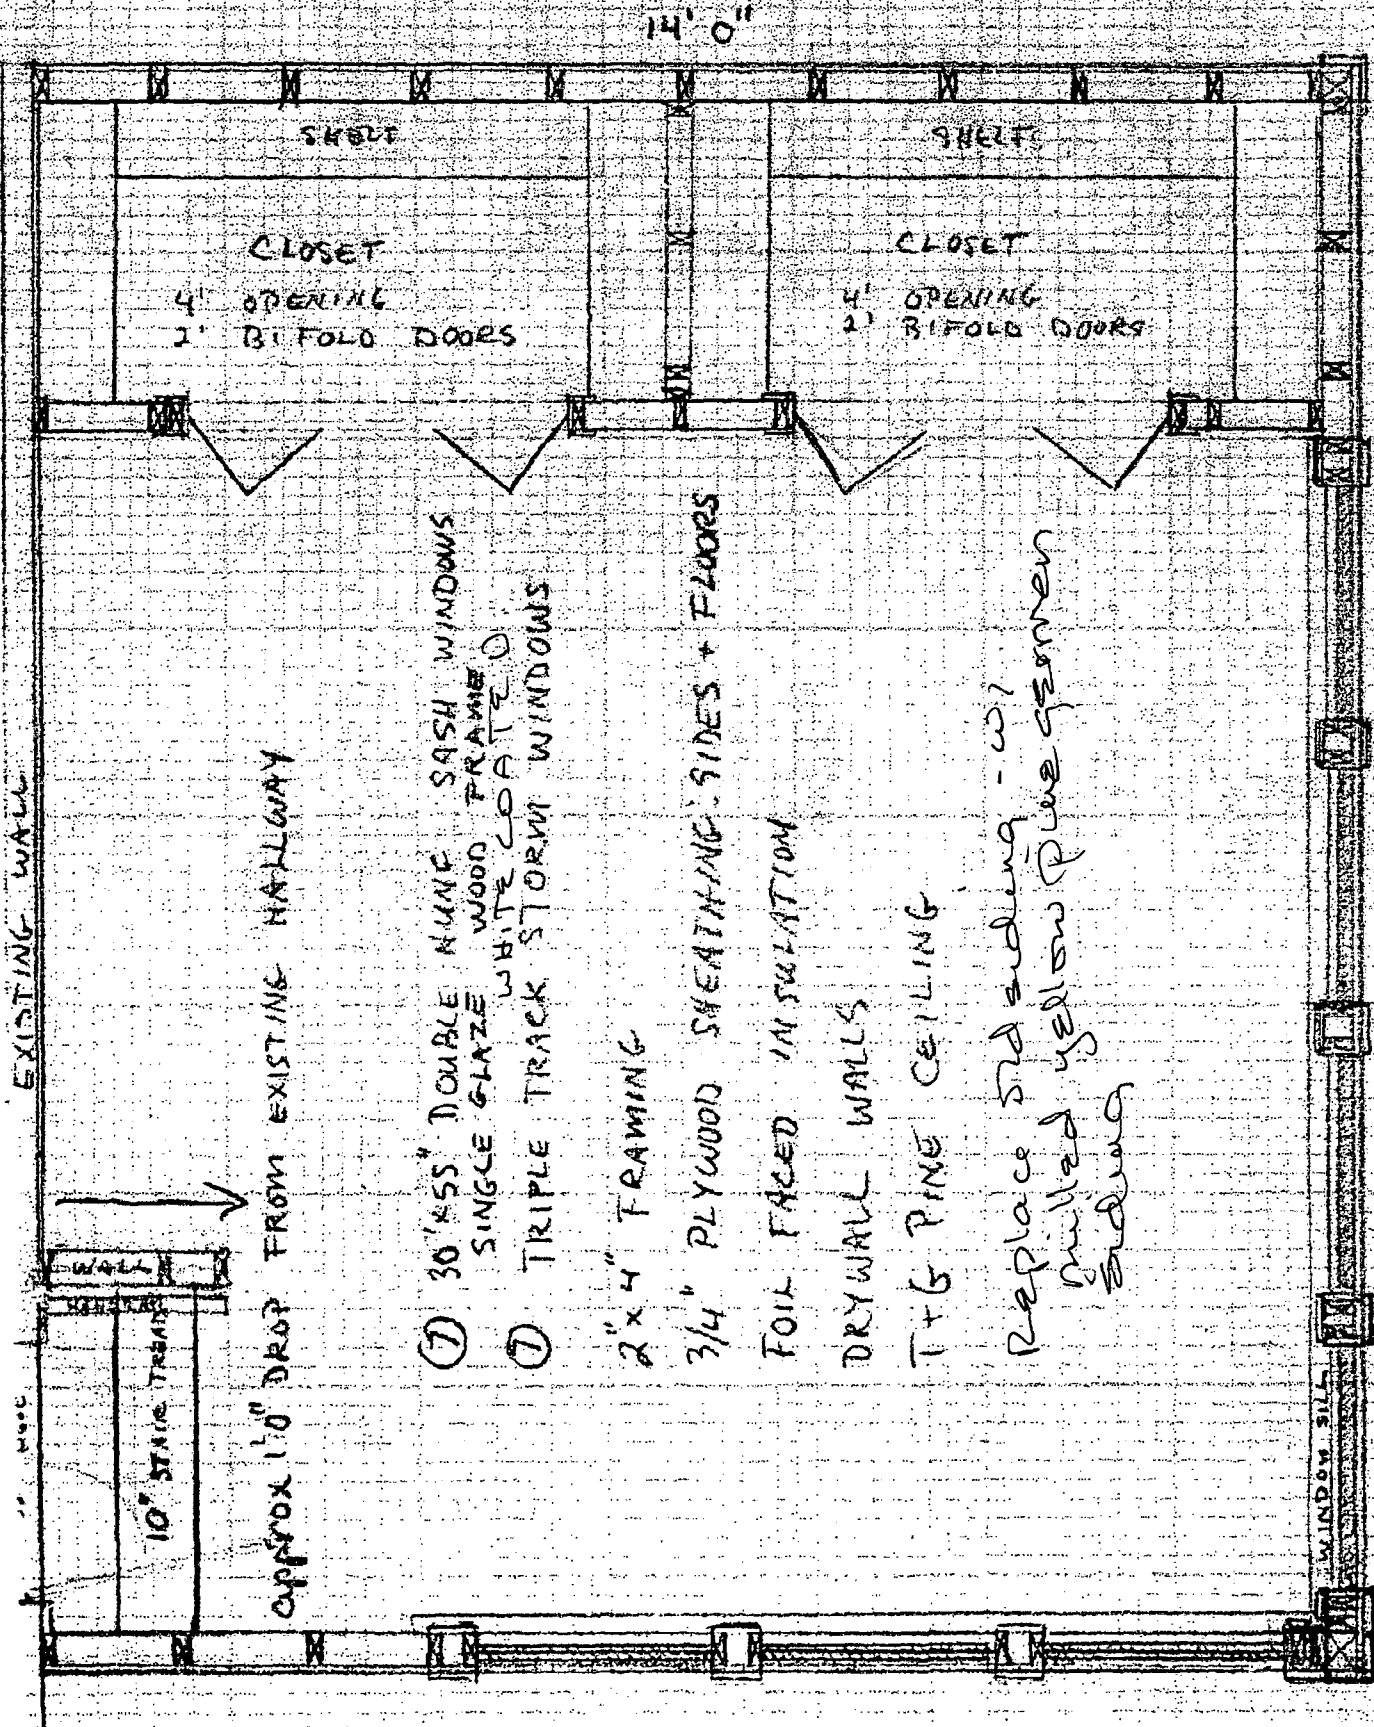 14' 0"
SHELF
SHELF
CLOSET
4' OPENING
2' BIFOLD DOORS
CLOSET
4' OPENING
2' BIFOLD DOORS
EXISTING WALL
WALL
10" STAIR TREAD
approx 1'0" DROP FROM EXISTING HALLWAY
7 30"x55" DOUBLE HUNG SASH WINDOWS
SINGLE GLAZE WOOD FRAME
WHITE COATED
7 TRIPLE TRACK STORM WINDOWS
2"x4" FRAMING
3/4" PLYWOOD SHEATHING SIDES + FLOORS
FOIL FACED INSULATION
DRYWALL WALLS
T+G PINE CEILING
Replace old siding - w/
milled yellow pine german
siding
WINDOW SILL